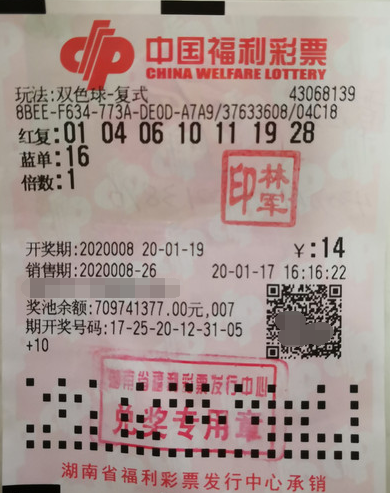 中国福利彩票
CHINA WELFARE LOTTERY
玩法:双色球-复式 43068139
8BEE-F634-773A-DE0D-A7A9/37633608/04C18
红复:01 04 06 10 11 19 28
蓝单:16
倍数:1
林军印
开奖期:2020008 20-01-19 ¥:14
销售期:2020008-26 20-01-17 16:16:22
奖池余额:709741377.00元,007
期开奖号码:17-25-20-12-31-05
+10
湖南省福利彩票发行中心
兑奖专用章
湖南省福利彩票发行中心承销